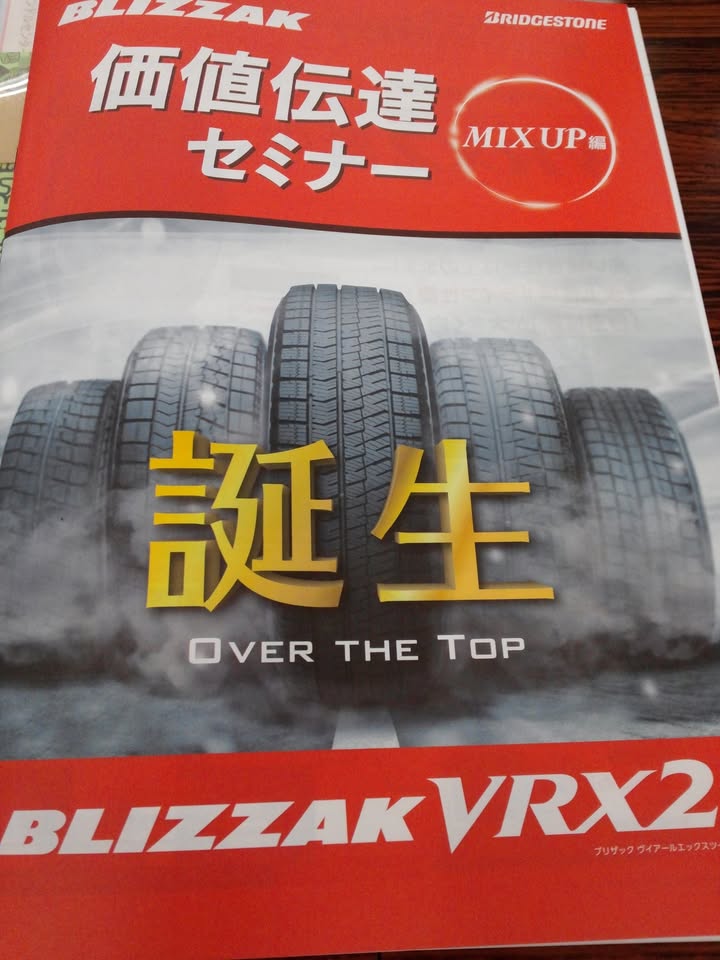 BLIZZAK
BRIDGESTONE
価値伝達
セミナー
MIX UP編
誕生
OVER THE TOP
BLIZZAK VRX2
ブリザック ヴイアールエックスツー